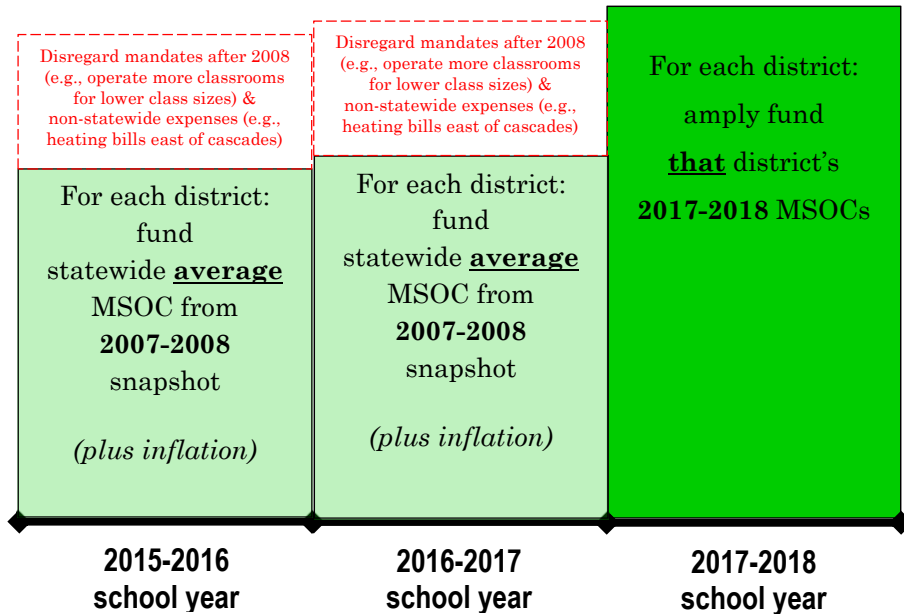 Disregard mandates after 2008
(e.g., operate more classrooms
for lower class sizes) &
non-statewide expenses (e.g.,
heating bills east of cascades)
For each district:
fund
statewide average
MSOC from
2007-2008
snapshot
(plus inflation)
2015-2016
school year
Disregard mandates after 2008
(e.g., operate more classrooms
for lower class sizes) &
non-statewide expenses (e.g.,
heating bills east of cascades)
For each district:
fund
statewide average
MSOC from
2007-2008
snapshot
(plus inflation)
2016-2017
school year
For each district:
amply fund
that district's
2017-2018 MSOCs
2017-2018
school year